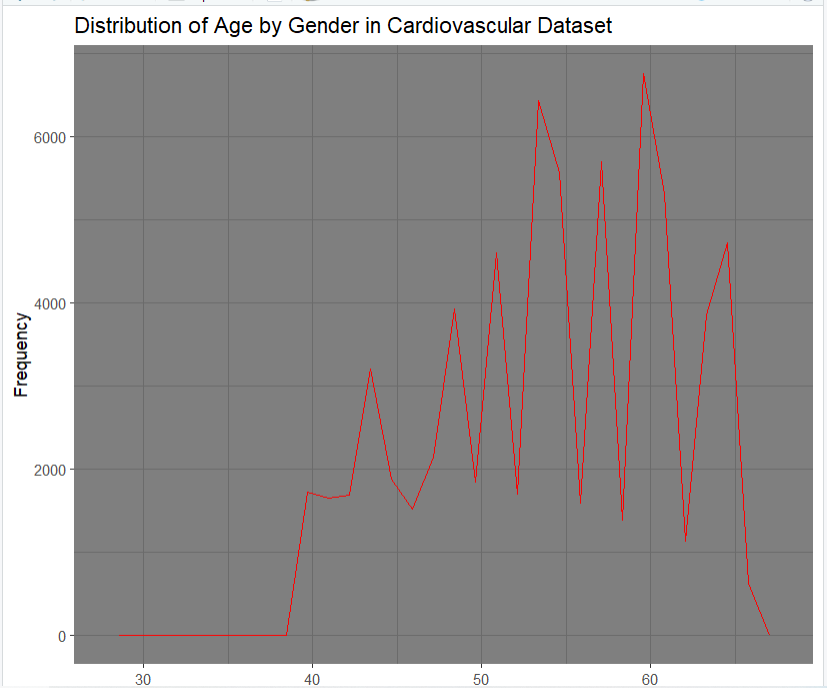 Distribution of Age by Gender in Cardiovascular Dataset
Frequency
6000
4000
2000
0
30 40 50 60